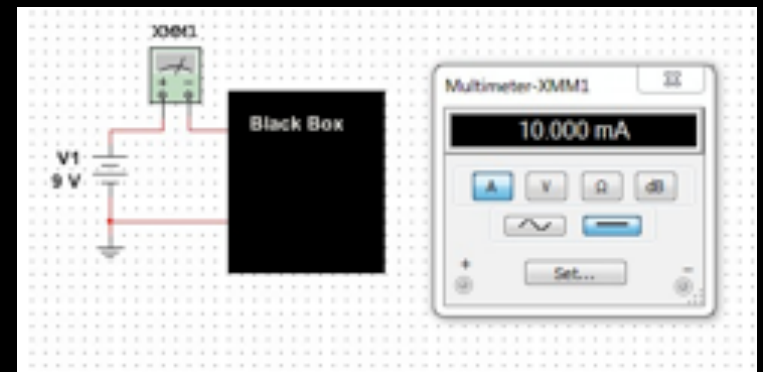 XMM1
Multimeter-XMM1
Black Box
10.000 mA
V1
9 V
A V Ω dB
Set...